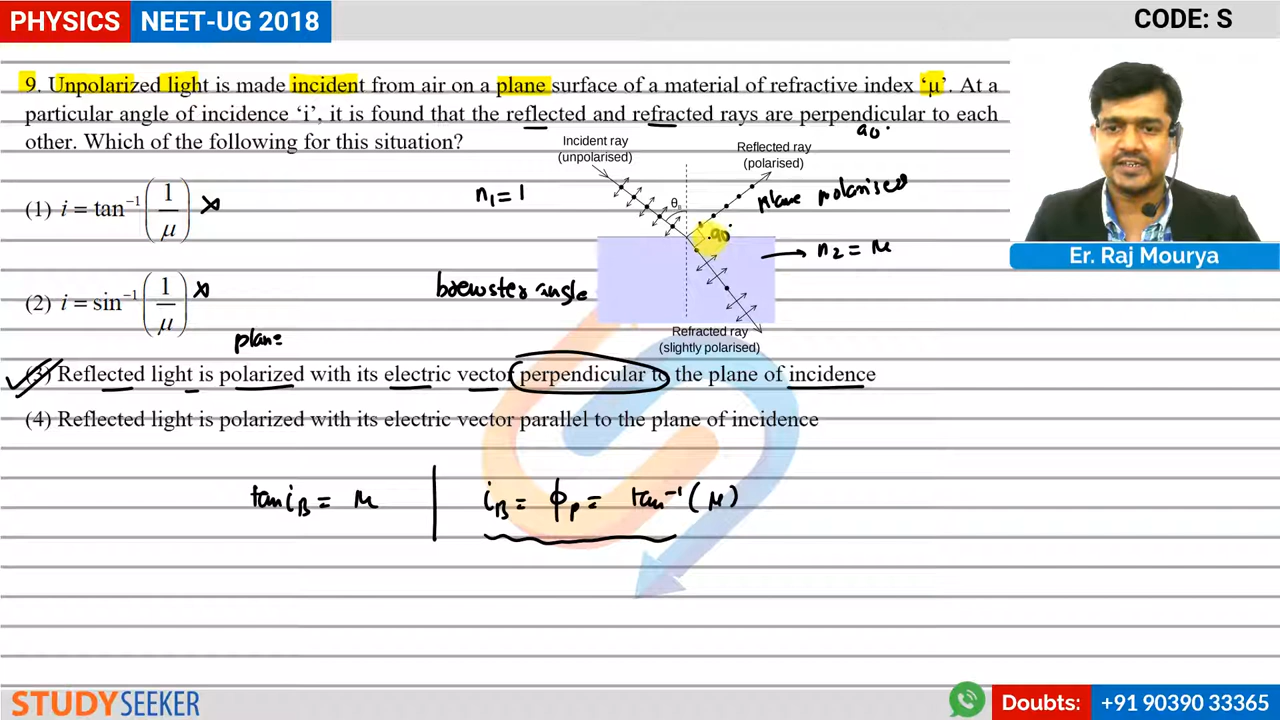 PHYSICS NEET-UG 2018
CODE: S
9. Unpolarized light is made incident from air on a plane surface of a material of refractive index ‘μ’. At a
particular angle of incidence ‘i’, it is found that the reflected and refracted rays are perpendicular to each
other. Which of the following for this situation?
90°
Incident ray
(unpolarised)
Reflected ray
(polarised)
(1) i = tan⁻¹(1/μ) ×
n₁ = 1
plane polarised
90°
n₂ = μ
(2) i = sin⁻¹(1/μ) ×
brewster angle
Refracted ray
(slightly polarised)
plane
(3) Reflected light is polarized with its electric vector perpendicular to the plane of incidence
(4) Reflected light is polarized with its electric vector parallel to the plane of incidence
tan i_B = μ
i_B = ϕ_p = tan⁻¹(μ)
Er. Raj Mourya
STUDY SEEKER
Doubts: +91 90390 33365